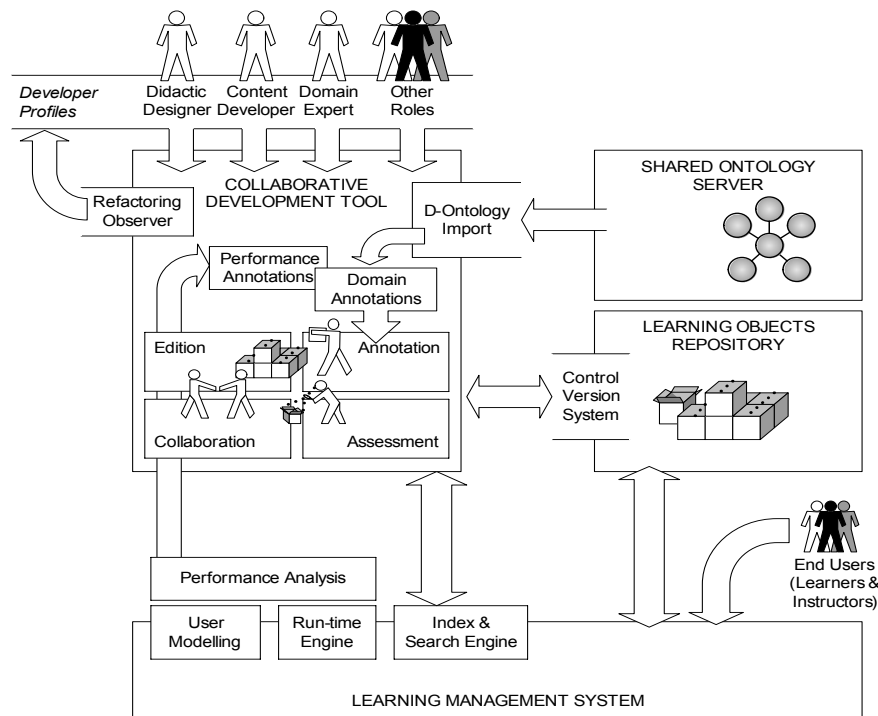 Developer
Profiles
Didactic
Designer
Content
Developer
Domain
Expert
Other
Roles
COLLABORATIVE
DEVELOPMENT TOOL
Refactoring
Observer
D-Ontology
Import
SHARED ONTOLOGY
SERVER
Performance
Annotations
Domain
Annotations
Edition
Annotation
Collaboration
Assessment
Control
Version
System
LEARNING OBJECTS
REPOSITORY
End Users
(Learners &
Instructors)
Performance Analysis
User
Modelling
Run-time
Engine
Index &
Search Engine
LEARNING MANAGEMENT SYSTEM